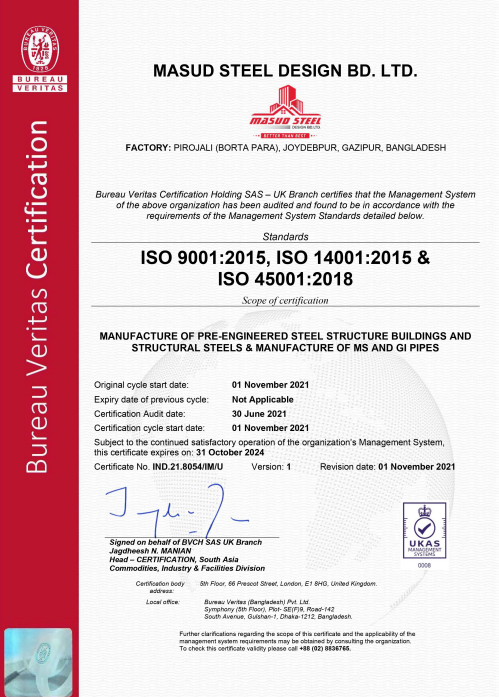 BUREAU VERITAS
1828
BUREAU
VERITAS
Bureau Veritas Certification
MASUD STEEL DESIGN BD. LTD.
MASUD STEEL
DESIGN BD.LTD.
BETTER THAN BEST
FACTORY: PIROJALI (BORTA PARA), JOYDEBPUR, GAZIPUR, BANGLADESH
Bureau Veritas Certification Holding SAS – UK Branch certifies that the Management System
of the above organization has been audited and found to be in accordance with the
requirements of the Management System Standards detailed below.
Standards
ISO 9001:2015, ISO 14001:2015 &
ISO 45001:2018
Scope of certification
MANUFACTURE OF PRE-ENGINEERED STEEL STRUCTURE BUILDINGS AND
STRUCTURAL STEELS & MANUFACTURE OF MS AND GI PIPES
Original cycle start date: 01 November 2021
Expiry date of previous cycle: Not Applicable
Certification Audit date: 30 June 2021
Certification cycle start date: 01 November 2021
Subject to the continued satisfactory operation of the organization's Management System,
this certificate expires on: 31 October 2024
Certificate No. IND.21.8054/IM/U Version: 1 Revision date: 01 November 2021
Signed on behalf of BVCH SAS UK Branch
Jagdheesh N. MANIAN
Head – CERTIFICATION, South Asia
Commodities, Industry & Facilities Division
UKAS
MANAGEMENT
SYSTEMS
0008
Certification body address: 5th Floor, 66 Prescot Street, London, E1 8HG, United Kingdom.
Local office: Bureau Veritas (Bangladesh) Pvt. Ltd.
Symphony (5th Floor), Plot- SE(F)9, Road-142
South Avenue, Gulshan-1, Dhaka-1212, Bangladesh.
Further clarifications regarding the scope of this certificate and the applicability of the
management system requirements may be obtained by consulting the organization.
To check this certificate validity please call +88 (02) 8836765.